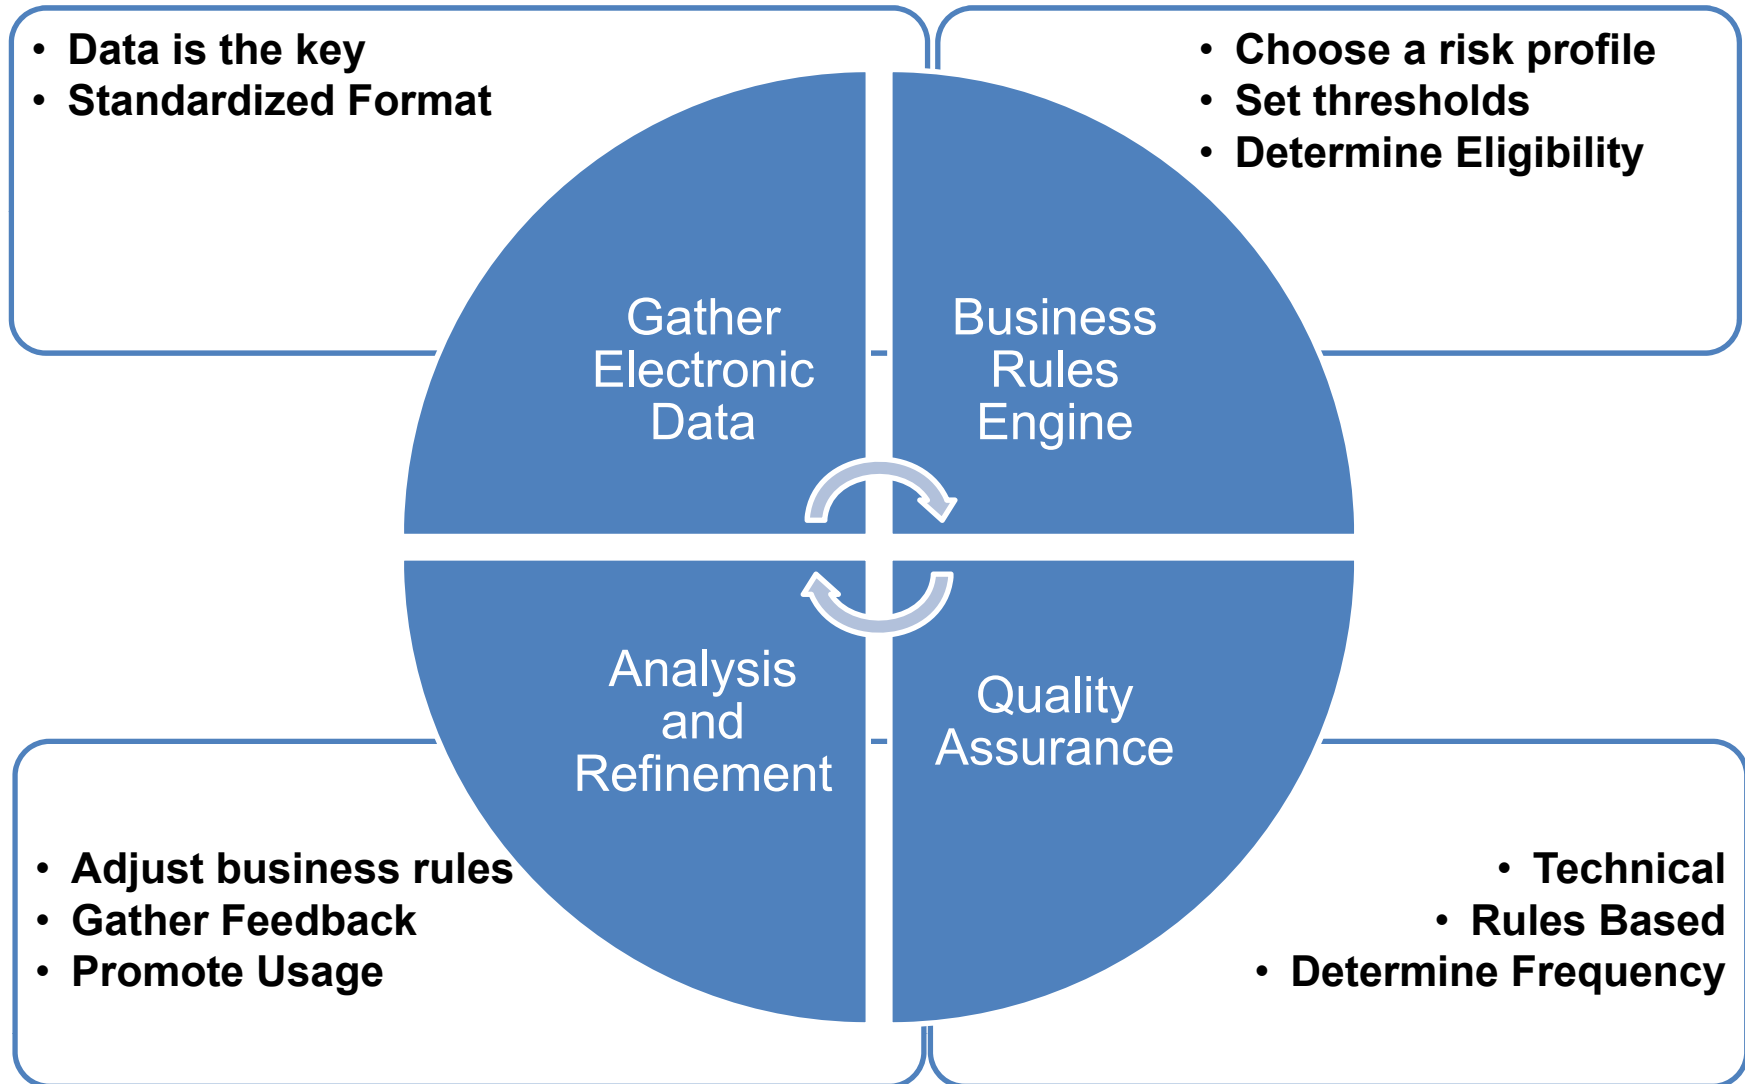 • Data is the key
• Standardized Format
• Choose a risk profile
• Set thresholds
• Determine Eligibility
Gather
Electronic
Data
Business
Rules
Engine
Analysis
and
Refinement
Quality
Assurance
• Adjust business rules
• Gather Feedback
• Promote Usage
• Technical
• Rules Based
• Determine Frequency